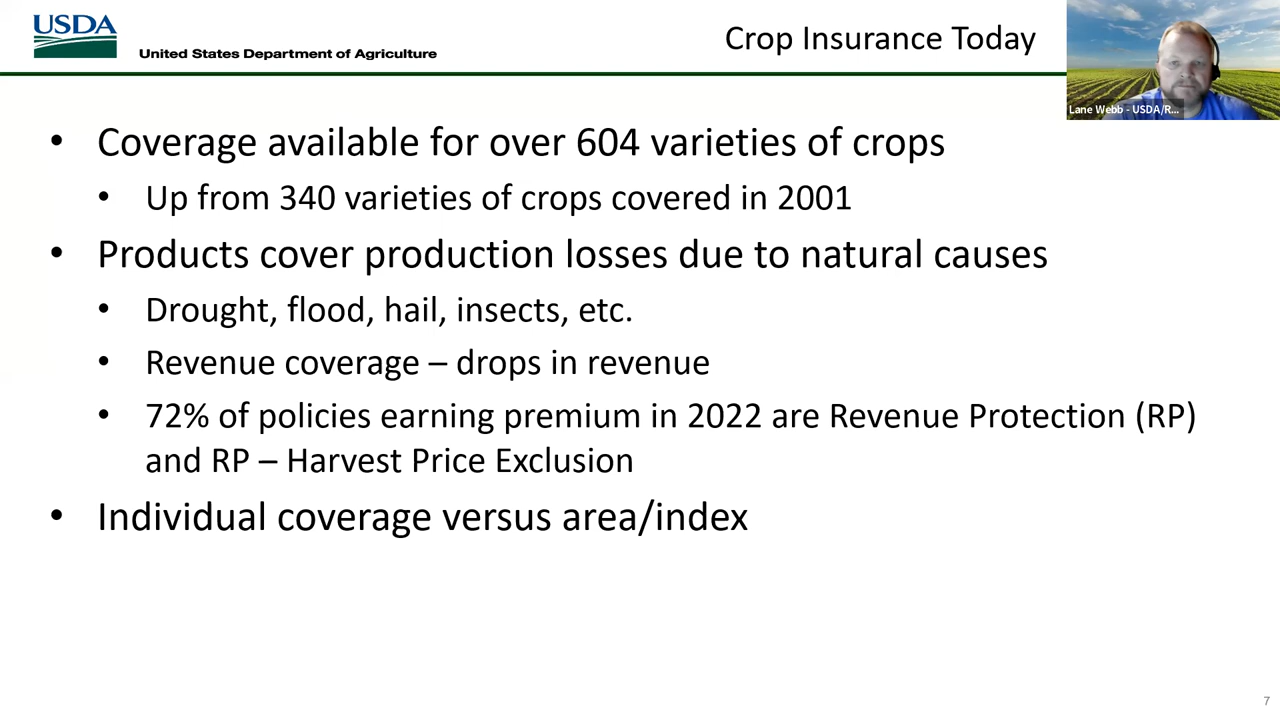 USDA
United States Department of Agriculture
Crop Insurance Today
Lane Webb - USDA/R...
• Coverage available for over 604 varieties of crops
• Up from 340 varieties of crops covered in 2001
• Products cover production losses due to natural causes
• Drought, flood, hail, insects, etc.
• Revenue coverage – drops in revenue
• 72% of policies earning premium in 2022 are Revenue Protection (RP)
and RP – Harvest Price Exclusion
• Individual coverage versus area/index
7